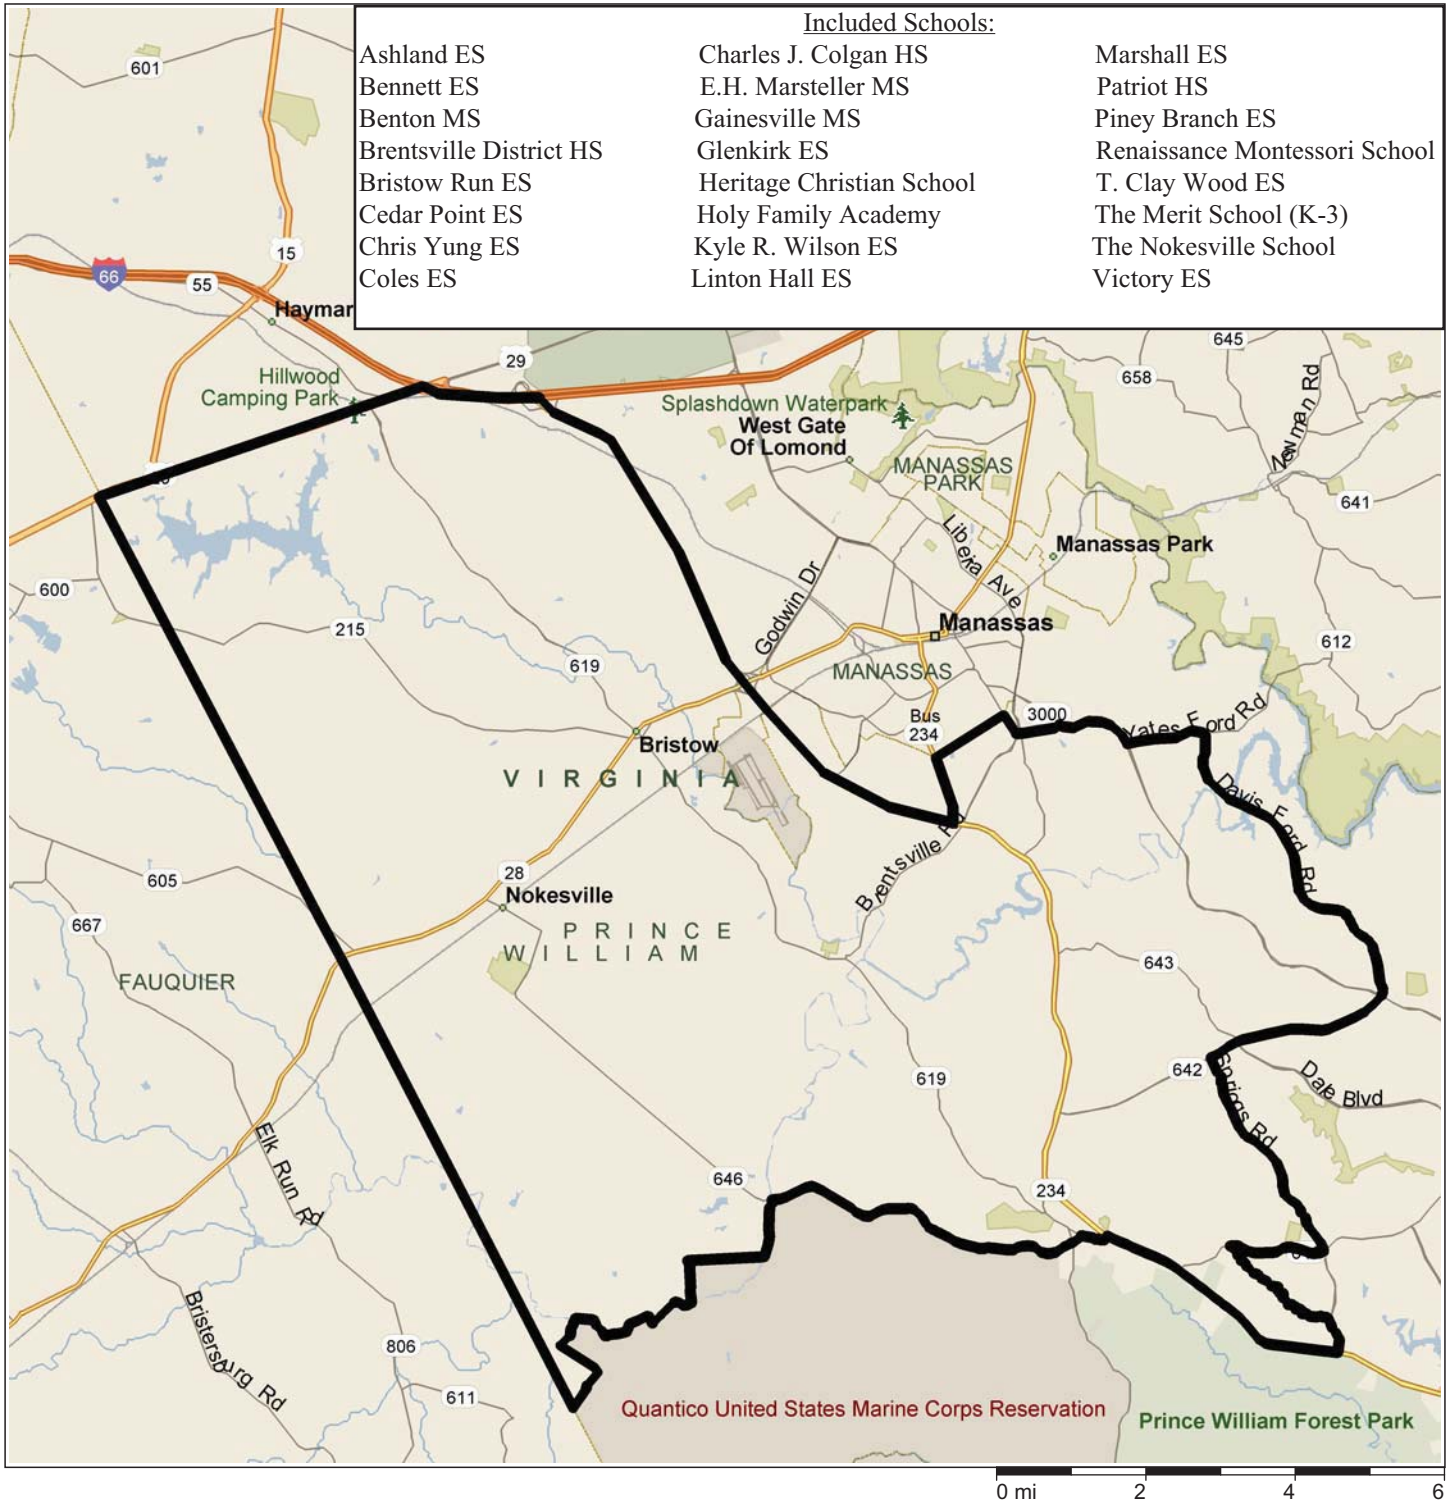 Included Schools:
Ashland ES
Bennett ES
Benton MS
Brentsville District HS
Bristow Run ES
Cedar Point ES
Chris Yung ES
Coles ES
Charles J. Colgan HS
E.H. Marsteller MS
Gainesville MS
Glenkirk ES
Heritage Christian School
Holy Family Academy
Kyle R. Wilson ES
Linton Hall ES
Marshall ES
Patriot HS
Piney Branch ES
Renaissance Montessori School
T. Clay Wood ES
The Merit School (K-3)
The Nokesville School
Victory ES
601
15
66
55
Haymar
29
645
658
Newman Rd
Hillwood
Camping Park
Splashdown Waterpark
West Gate
Of Lomond
MANASSAS
PARK
641
Liberia Ave
Manassas Park
600
215
619
Godwin Dr
Manassas
MANASSAS
612
Bus
234
3000
Yates Ford Rd
Bristow
VIRGINIA
Davis Ford Rd
Brentsville Rd
28
605
Nokesville
667
PRINCE
WILLIAM
FAUQUIER
643
619
642
Springs Rd
Dale Blvd
Elk Run Rd
646
234
806
611
Quantico United States Marine Corps Reservation
Prince William Forest Park
0 mi
2
4
6